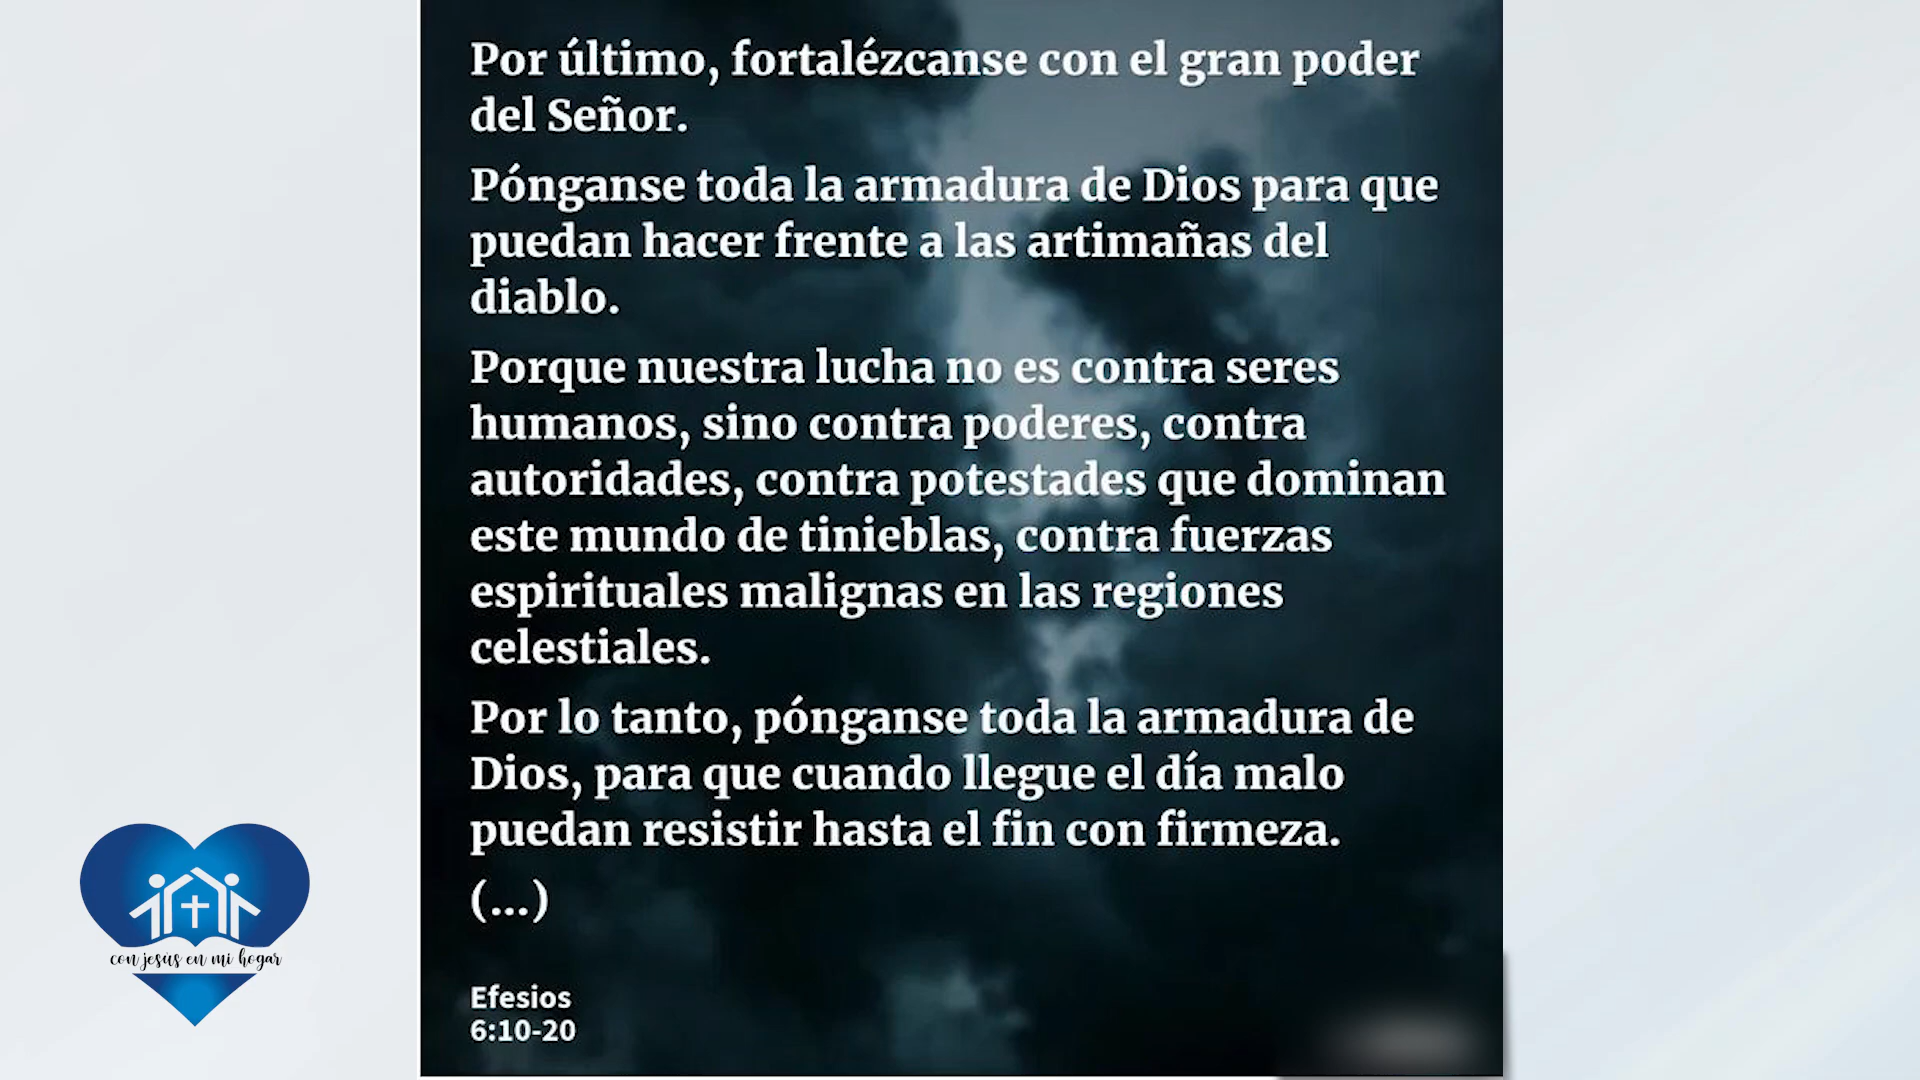 Por último, fortalézcanse con el gran poder
del Señor.
Pónganse toda la armadura de Dios para que
puedan hacer frente a las artimañas del
diablo.
Porque nuestra lucha no es contra seres
humanos, sino contra poderes, contra
autoridades, contra potestades que dominan
este mundo de tinieblas, contra fuerzas
espirituales malignas en las regiones
celestiales.
Por lo tanto, pónganse toda la armadura de
Dios, para que cuando llegue el día malo
puedan resistir hasta el fin con firmeza.
(...)
Efesios
6:10-20
con jesús en mi hogar